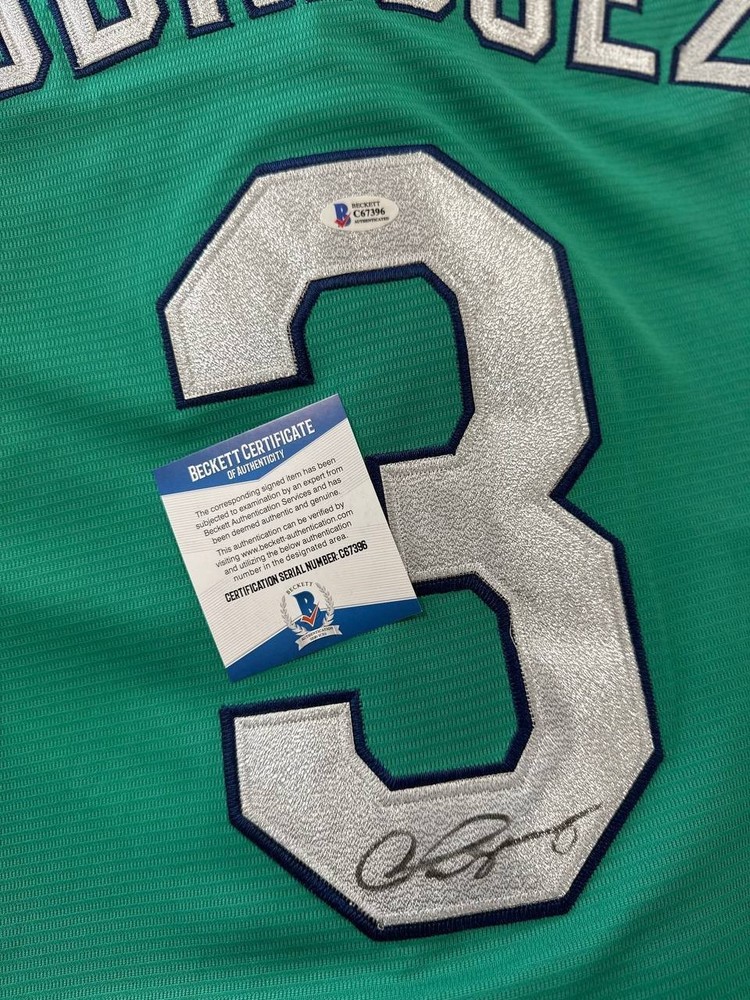 ODRIGUEZ
BECKETT
C67396
AUTHENTICATED
BECKETT CERTIFICATE
OF AUTHENTICITY
The corresponding signed item has been
subjected to examination by an expert from
Beckett Authentication Services and has
been deemed authentic and genuine.
This authentication can be verified by
visiting www.beckett-authentication.com
and utilizing the below authentication
number in the designated area.
CERTIFICATION SERIAL NUMBER: C67396
BECKETT
B
3